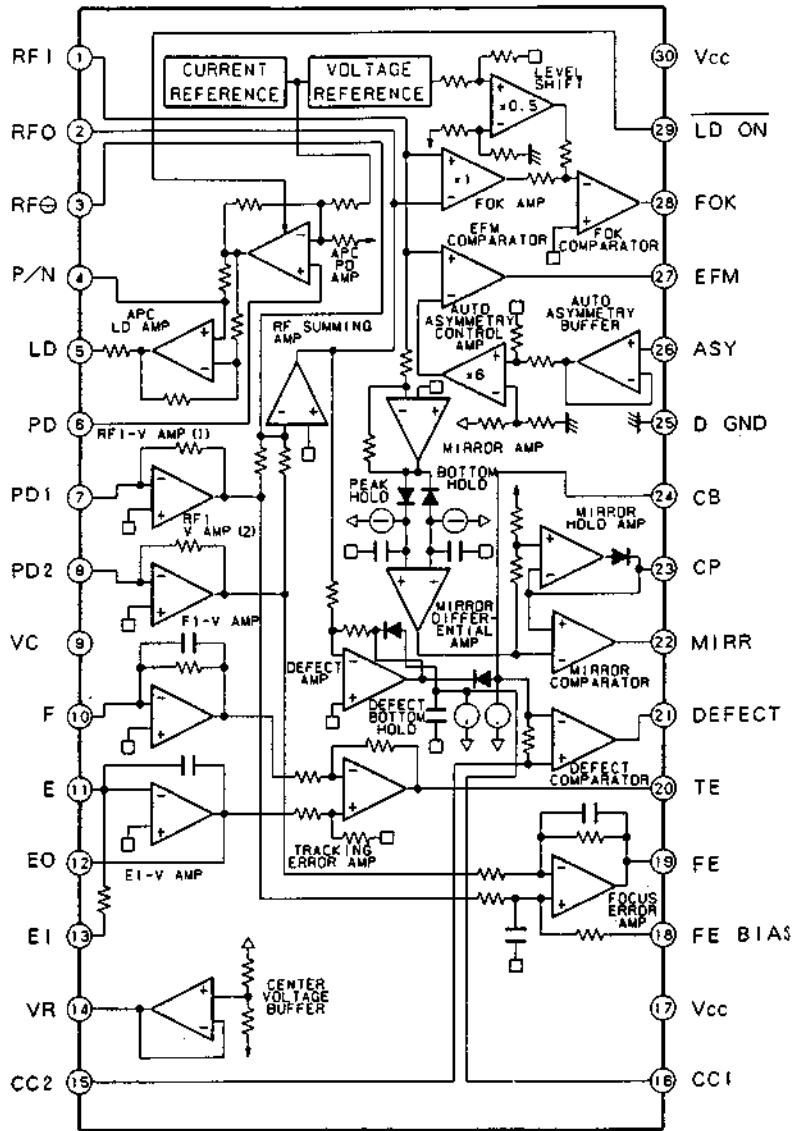 RFI 1
RFO 2
RF⊖ 3
P/N 4
LD 5
PD 6
PD1 7
PD2 8
VC 9
F 10
E 11
EO 12
EI 13
VR 14
CC2 15
30 Vcc
29 LD ON
28 FOK
27 EFM
26 ASY
25 D GND
24 CB
23 CP
22 MIRR
21 DEFECT
20 TE
19 FE
18 FE BIAS
17 Vcc
16 CC1
CURRENT
REFERENCE
VOLTAGE
REFERENCE
LEVEL
SHIFT
×0.5
×1
FOK AMP
FOK COMPARATOR
EFM
COMPARATOR
APC
PD
AMP
APC
LD AMP
RF SUMMING
AMP
AUTO
ASYMMETRY
CONTROL
AMP
×6
AUTO
ASYMMETRY
BUFFER
RF I-V AMP (1)
MIRROR AMP
PEAK
HOLD
BOTTOM
HOLD
MIRROR
HOLD AMP
RF I
V AMP (2)
F I-V AMP
MIRROR
DIFFER-
ENTIAL
AMP
MIRROR
COMPARATOR
DEFECT
AMP
DEFECT
BOTTOM
HOLD
DEFECT
COMPARATOR
E I-V AMP
TRACKING
ERROR AMP
FOCUS
ERROR
AMP
CENTER
VOLTAGE
BUFFER